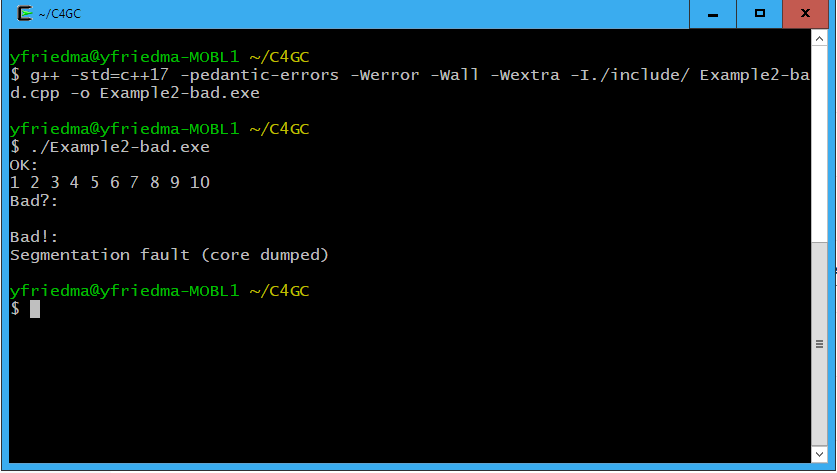 ~/C4GC
yfriedma@yfriedma-MOBL1 ~/C4GC
$ g++ -std=c++17 -pedantic-errors -Werror -Wall -Wextra -I./include/ Example2-ba
d.cpp -o Example2-bad.exe
yfriedma@yfriedma-MOBL1 ~/C4GC
$ ./Example2-bad.exe
OK:
1 2 3 4 5 6 7 8 9 10
Bad?:
Bad!:
Segmentation fault (core dumped)
yfriedma@yfriedma-MOBL1 ~/C4GC
$